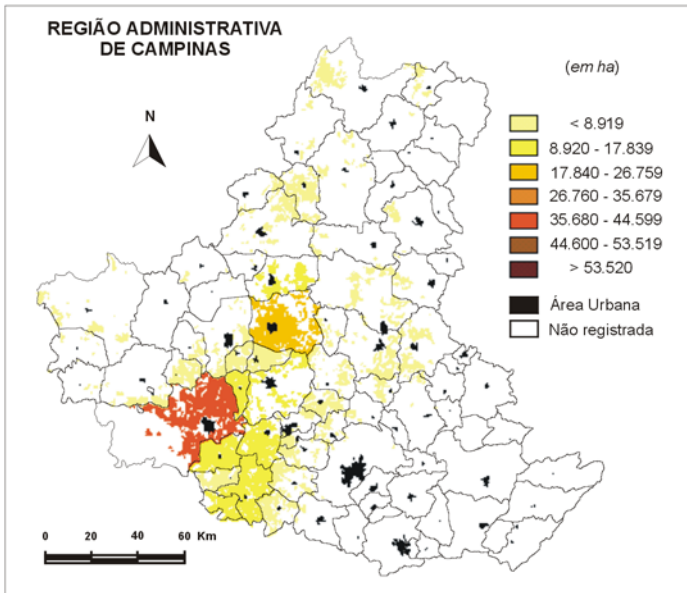 REGIÃO ADMINISTRATIVA
DE CAMPINAS
(em ha)
N
< 8.919
8.920 - 17.839
17.840 - 26.759
26.760 - 35.679
35.680 - 44.599
44.600 - 53.519
> 53.520
Área Urbana
Não registrada
0 20 40 60 Km